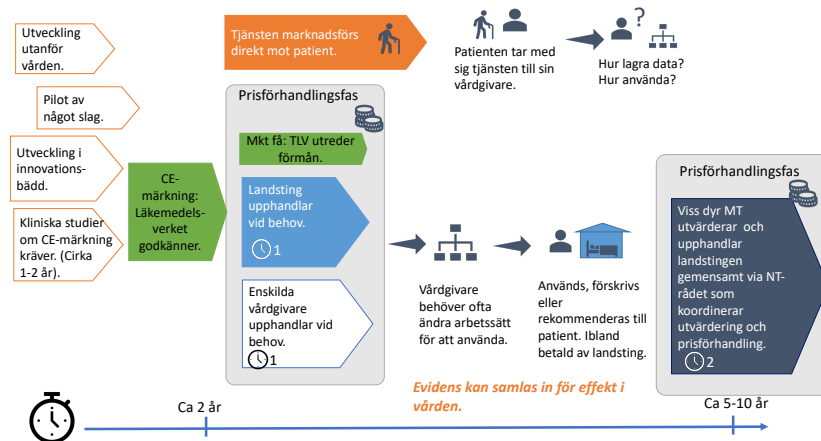 Utveckling
utanför
vården.
Pilot av
något slag.
Utveckling i
innovations-
bädd.
Kliniska studier
om CE-märkning
kräver. (Cirka
1-2 år).
CE-
märkning:
Läkemedels-
verket
godkänner.
Tjänsten marknadsförs
direkt mot patient.
Patienten tar med
sig tjänsten till sin
vårdgivare.
?
Hur lagra data?
Hur använda?
Prisförhandlingsfas
Mkt få: TLV utreder
förmån.
Landsting
upphandlar
vid behov.
1
Enskilda
vårdgivare
upphandlar vid
behov.
1
Vårdgivare
behöver ofta
ändra arbetssätt
för att använda.
Används, förskrivs
eller
rekommenderas till
patient. Ibland
betald av landsting.
Prisförhandlingsfas
Viss dyr MT
utvärderar och
upphandlar
landstingen
gemensamt via NT-
rådet som
koordinerar
utvärdering och
prisförhandling.
2
Evidens kan samlas in för effekt i
vården.
Ca 2 år
Ca 5-10 år